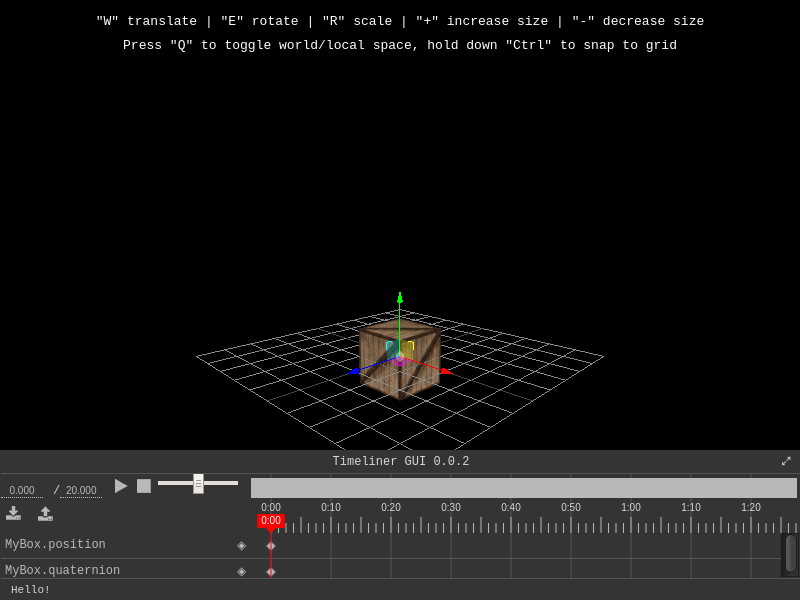 "W" translate | "E" rotate | "R" scale | "+" increase size | "-" decrease size
Press "Q" to toggle world/local space, hold down "Ctrl" to snap to grid
Timeliner GUI 0.0.2
0.000 / 20.000
0:00 0:10 0:20 0:30 0:40 0:50 1:00 1:10 1:20
0:00
MyBox.position
MyBox.quaternion
Hello!